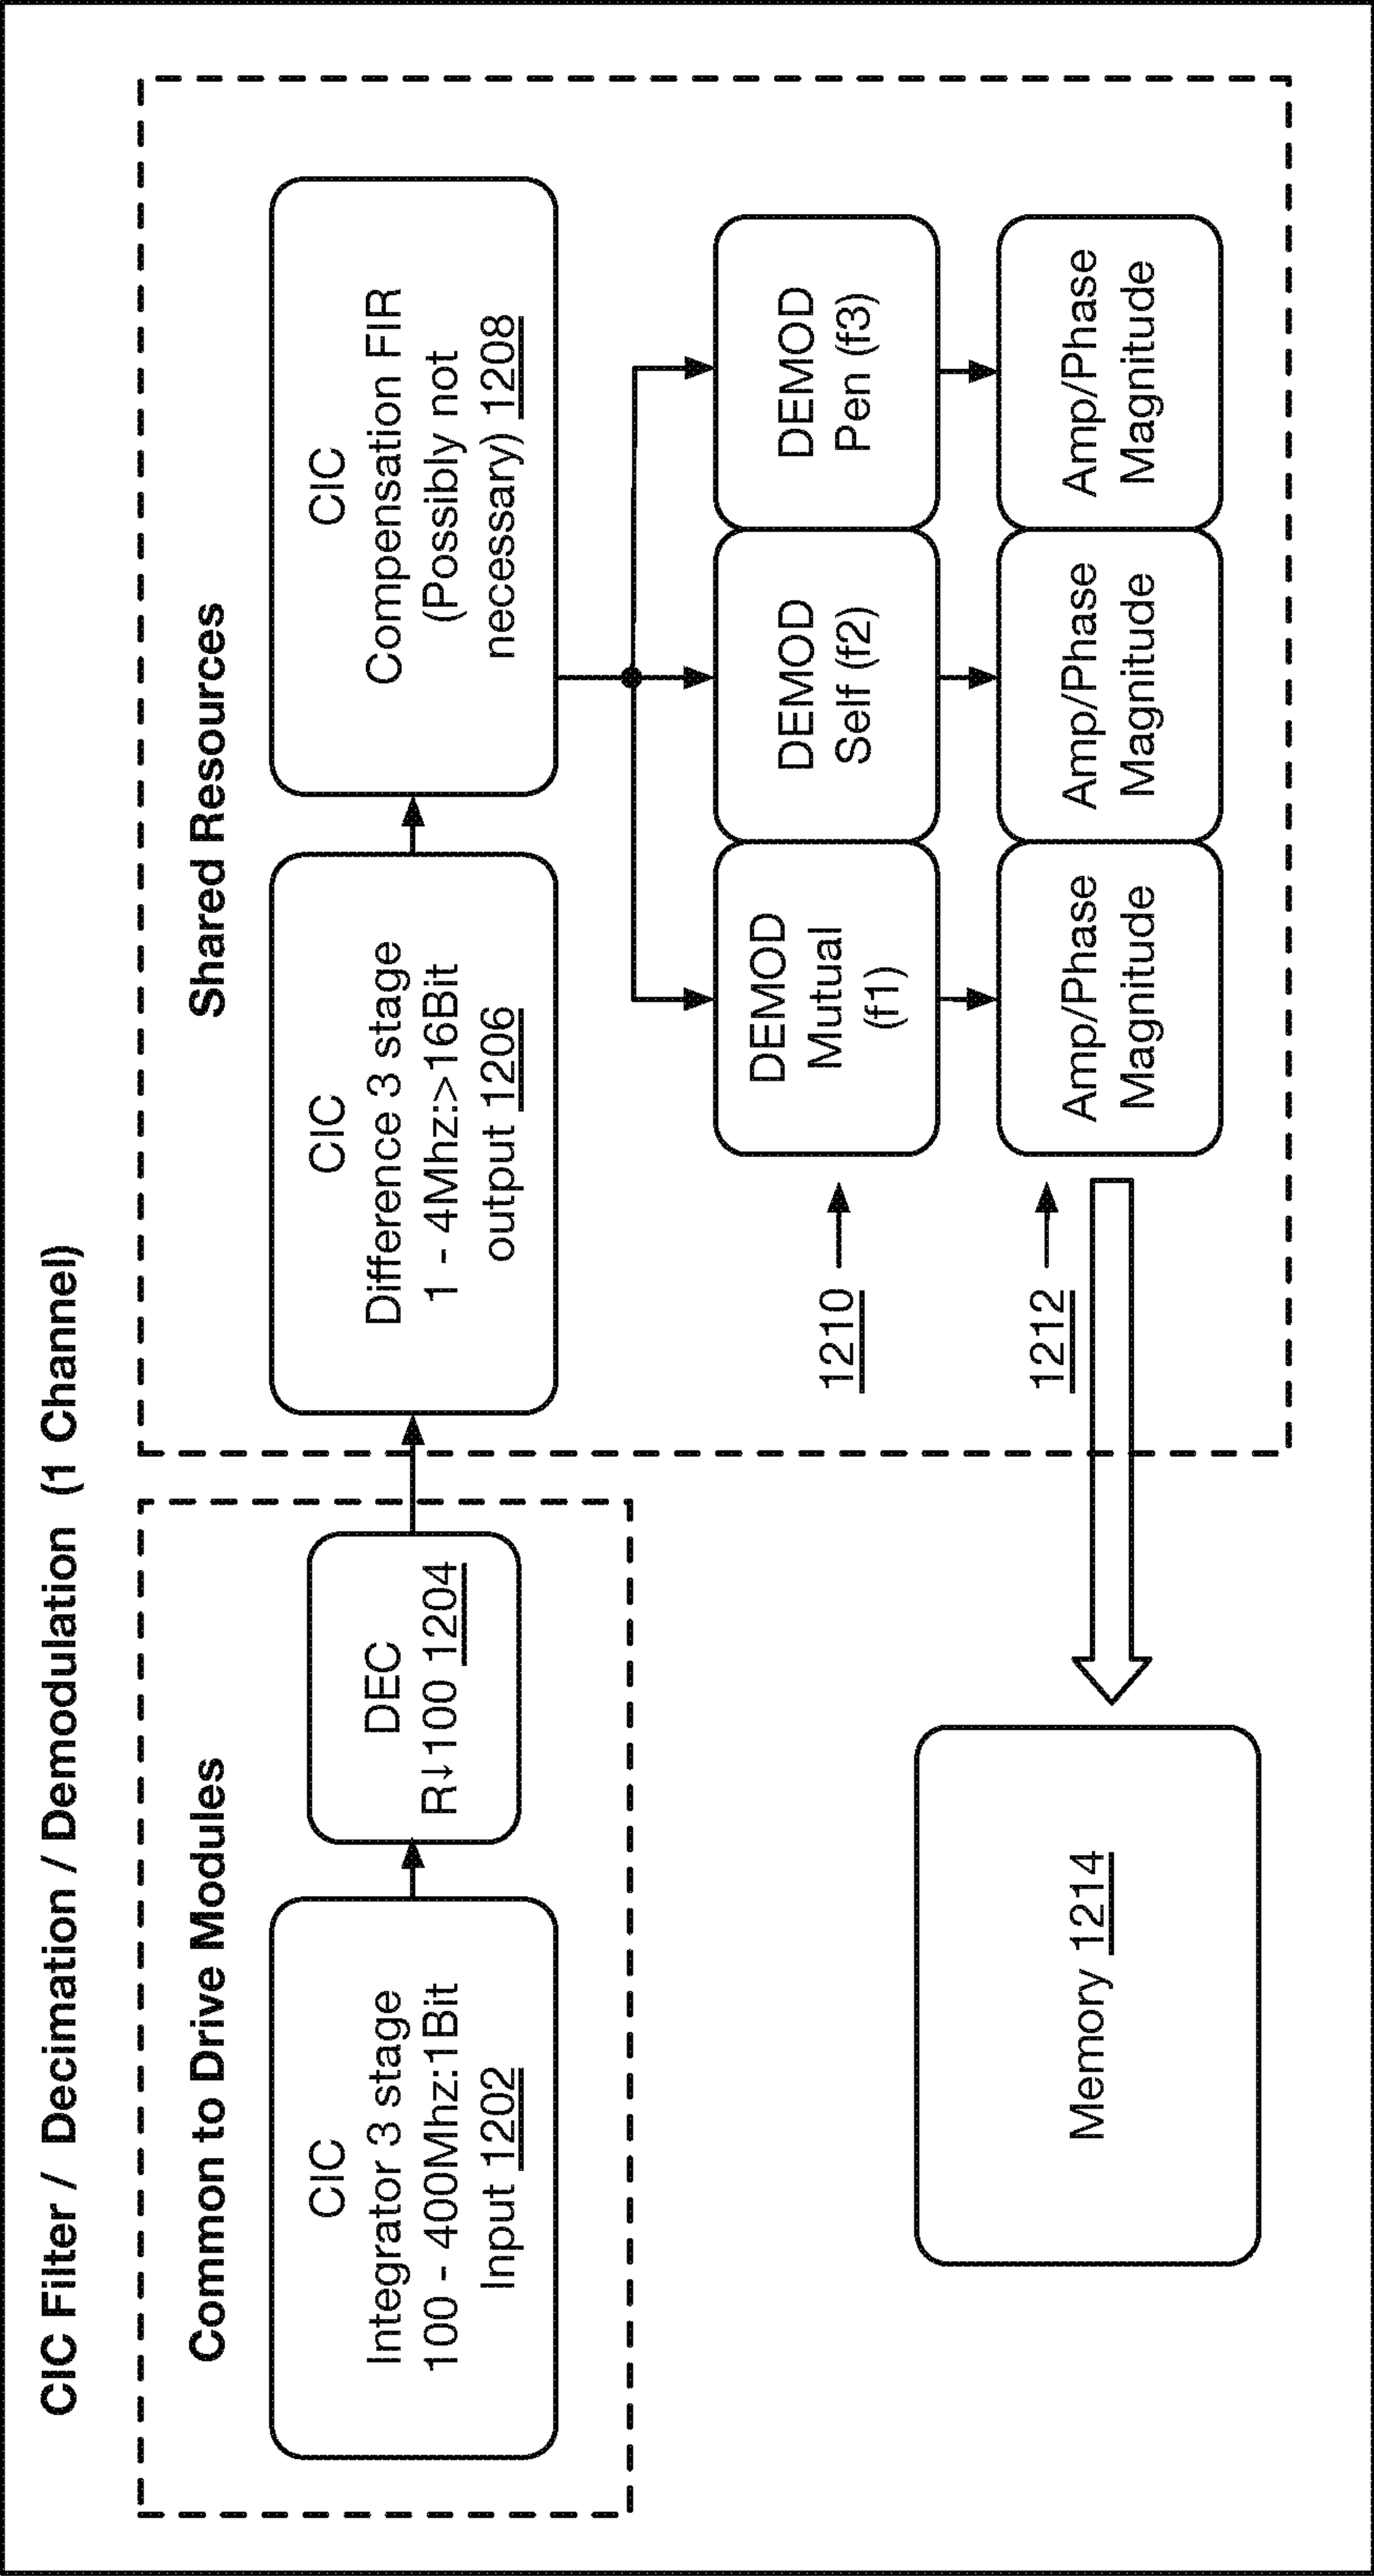 CIC Filter / Decimation / Demodulation (1 Channel)
Common to Drive Modules
CIC
Integrator 3 stage
100 - 400Mhz:1Bit
Input 1202
DEC
R↓100 1204
Shared Resources
CIC
Difference 3 stage
1 - 4Mhz:>16Bit
output 1206
CIC
Compensation FIR
(Possibly not
necessary) 1208
1210
DEMOD
Mutual
(f1)
DEMOD
Self (f2)
DEMOD
Pen (f3)
1212
Amp/Phase
Magnitude
Amp/Phase
Magnitude
Amp/Phase
Magnitude
Memory 1214